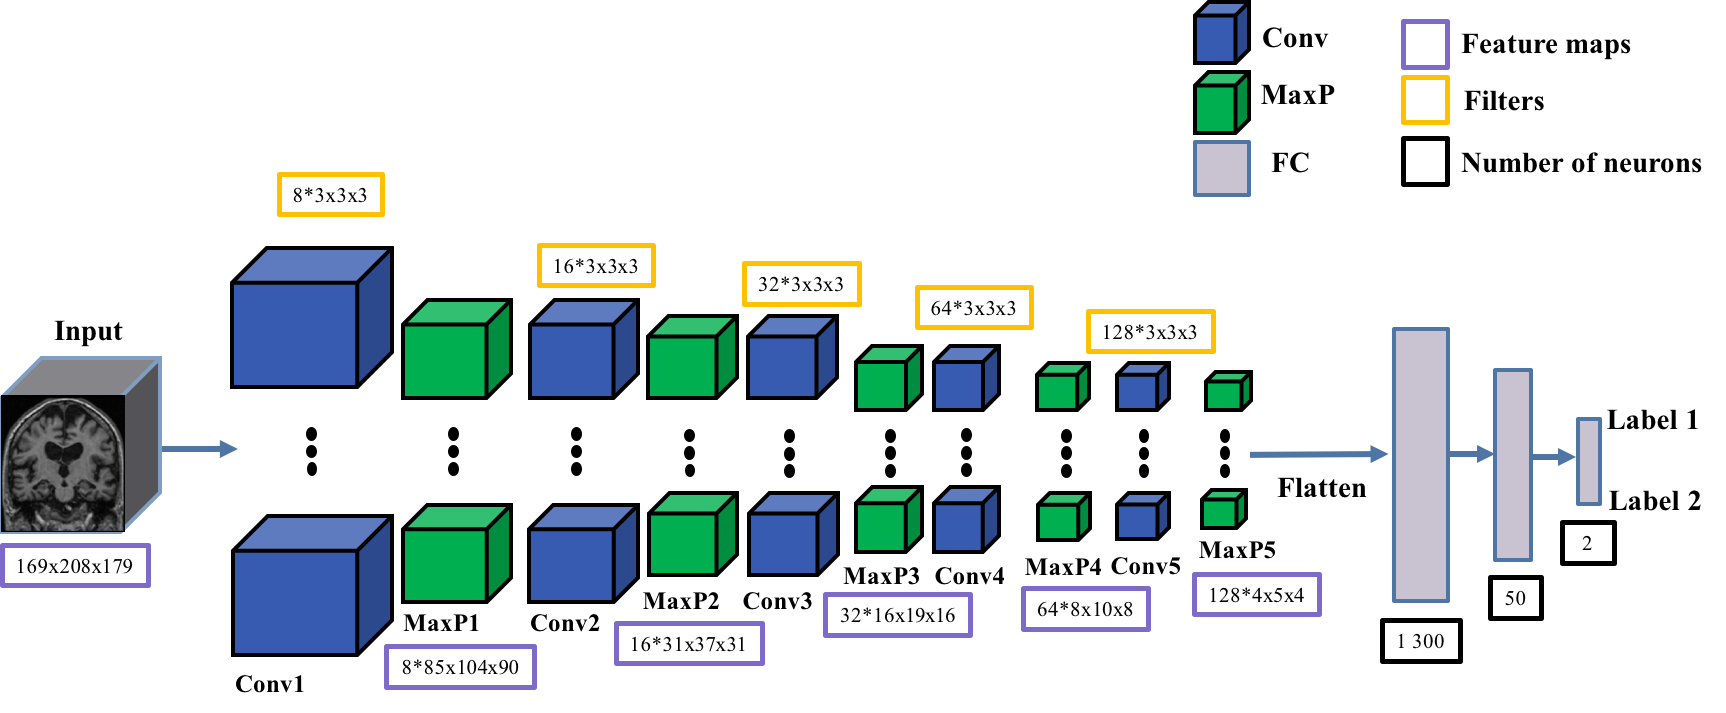 Conv
MaxP
FC
Feature maps
Filters
Number of neurons
8*3x3x3
16*3x3x3
32*3x3x3
64*3x3x3
128*3x3x3
Input
169x208x179
Conv1
MaxP1
8*85x104x90
Conv2
MaxP2
16*31x37x31
Conv3
MaxP3
32*16x19x16
Conv4
MaxP4
64*8x10x8
Conv5
MaxP5
128*4x5x4
Flatten
1 300
50
2
Label 1
Label 2